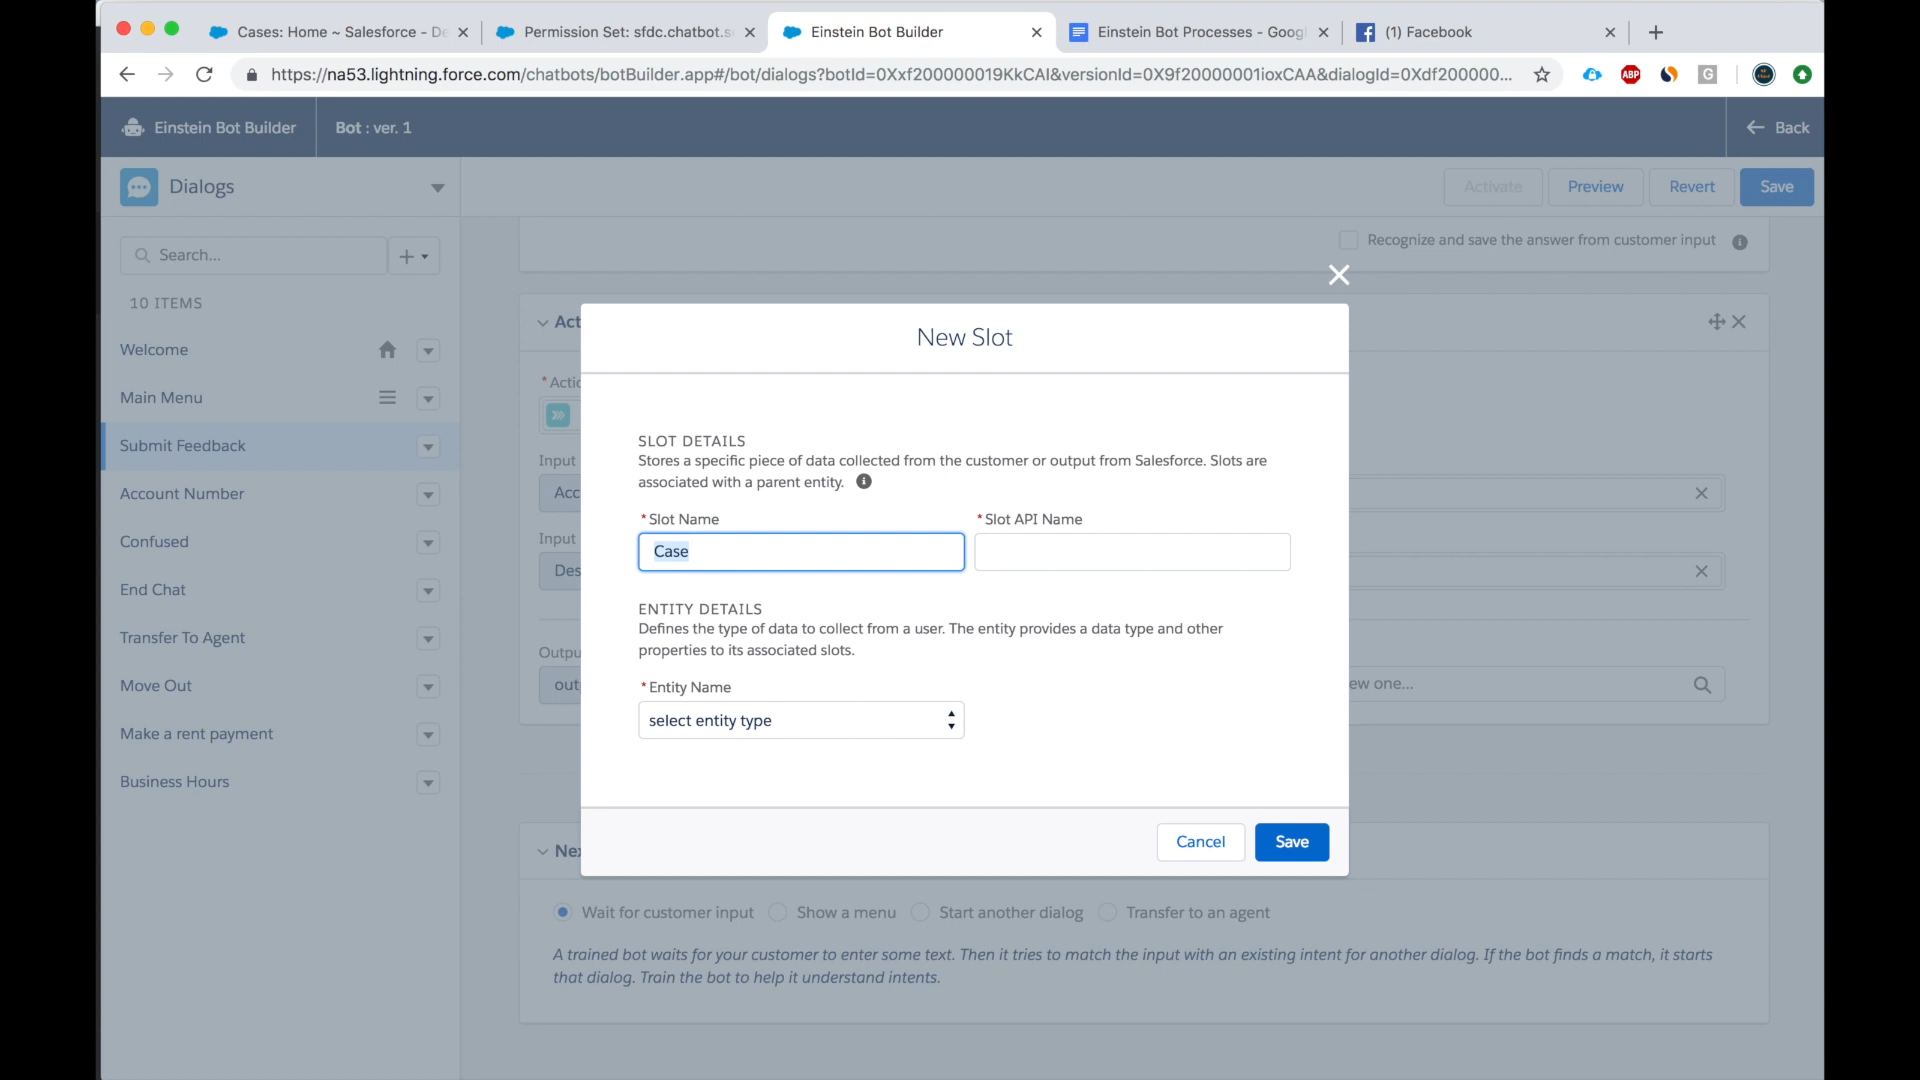 Cases: Home ~ Salesforce - De
Permission Set: sfdc.chatbot.s
Einstein Bot Builder
Einstein Bot Processes - Googl
(1) Facebook
https://na53.lightning.force.com/chatbots/botBuilder.app#/bot/dialogs?botId=0Xxf200000019KkCAI&versionId=0X9f20000001ioxCAA&dialogId=0Xdf200000...
ABP
G
Einstein Bot Builder
Bot : ver. 1
Back
Dialogs
Activate
Preview
Revert
Save
Search...
10 ITEMS
Welcome
Main Menu
Submit Feedback
Account Number
Confused
End Chat
Transfer To Agent
Move Out
Make a rent payment
Business Hours
Recognize and save the answer from customer input
Act
*Actio
Input
Acc
Input
Des
Outpu
out
ew one...
New Slot
SLOT DETAILS
Stores a specific piece of data collected from the customer or output from Salesforce. Slots are
associated with a parent entity.
*Slot Name
*Slot API Name
Case
ENTITY DETAILS
Defines the type of data to collect from a user. The entity provides a data type and other
properties to its associated slots.
*Entity Name
select entity type
Cancel
Save
Nex
Wait for customer input
Show a menu
Start another dialog
Transfer to an agent
A trained bot waits for your customer to enter some text. Then it tries to match the input with an existing intent for another dialog. If the bot finds a match, it starts
that dialog. Train the bot to help it understand intents.